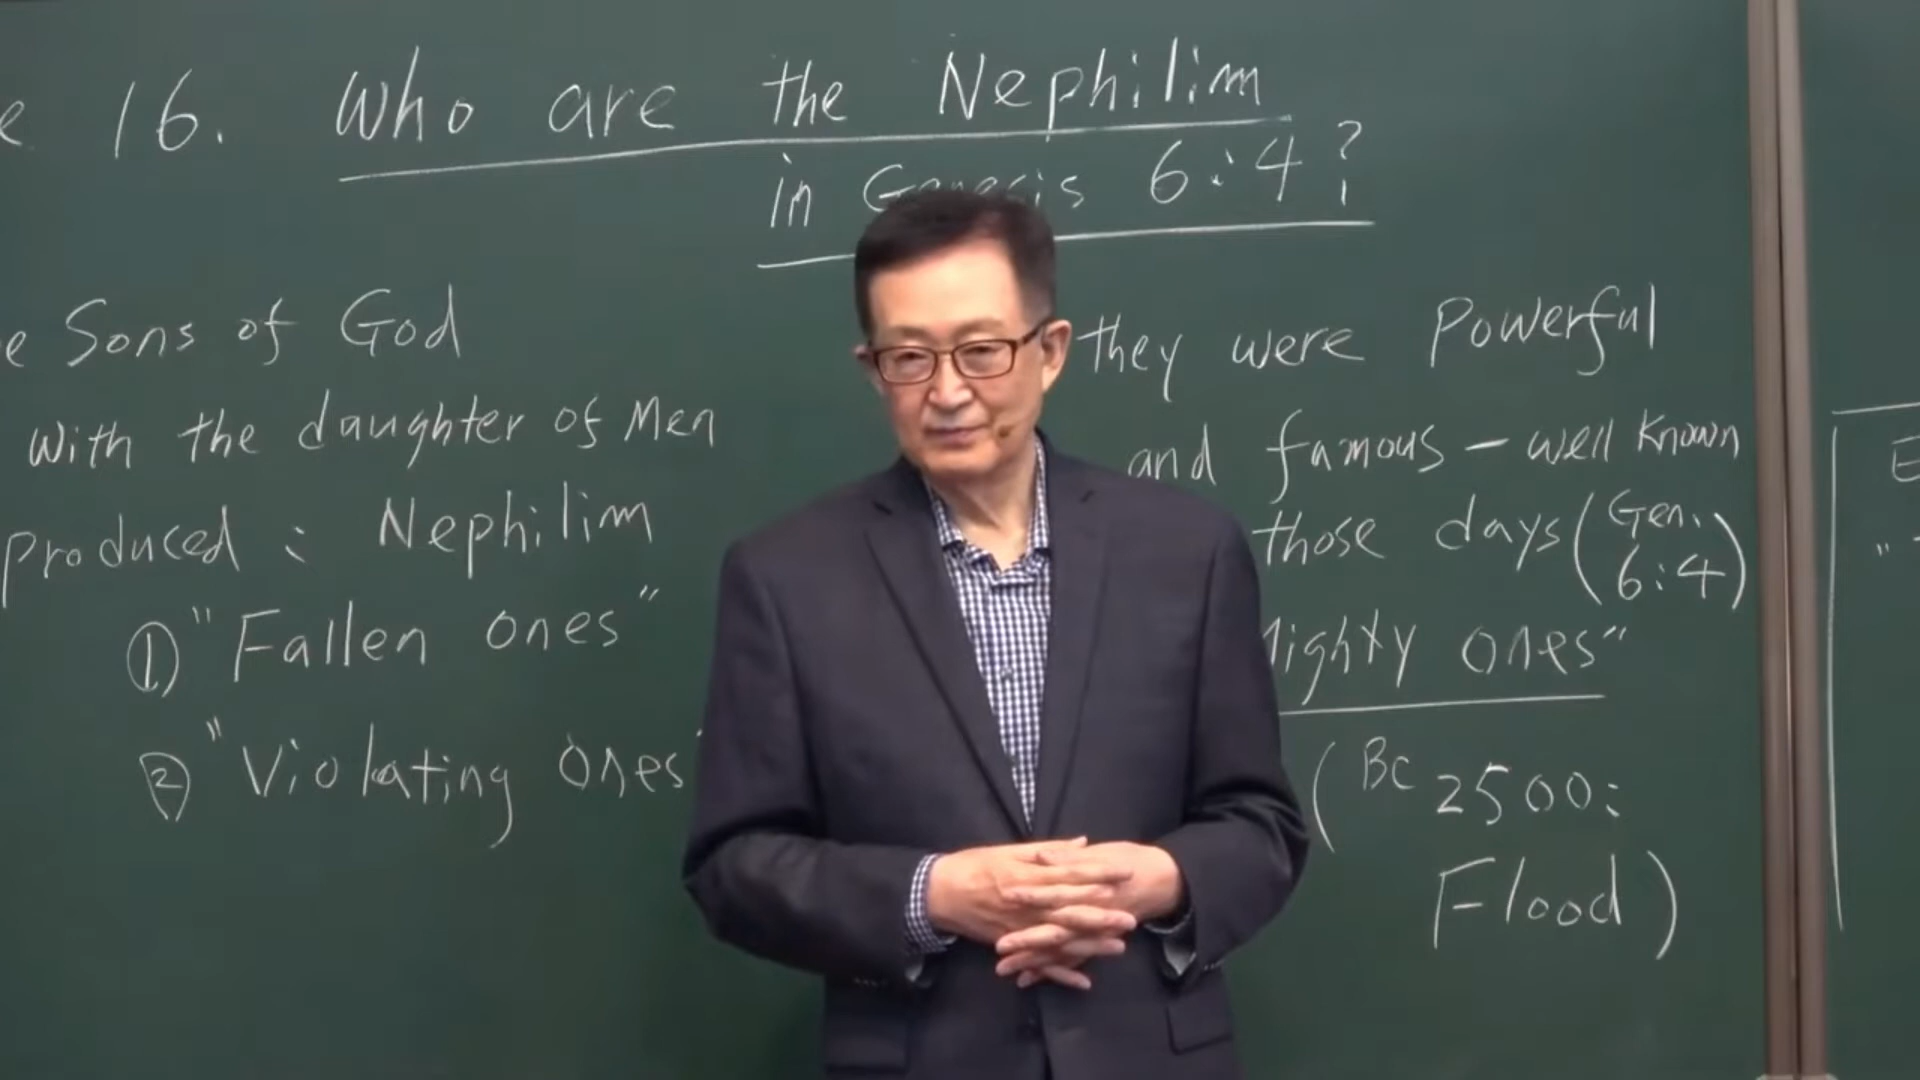 e 16. Who are the Nephilim
in Genesis 6:4?
e Sons of God
with the daughter of Men
produced : Nephilim
① "Fallen ones"
② "Violating ones"
they were Powerful
and famous - well known
those days (Gen. 6:4)
Mighty ones"
(BC 2500:
Flood)
E
"